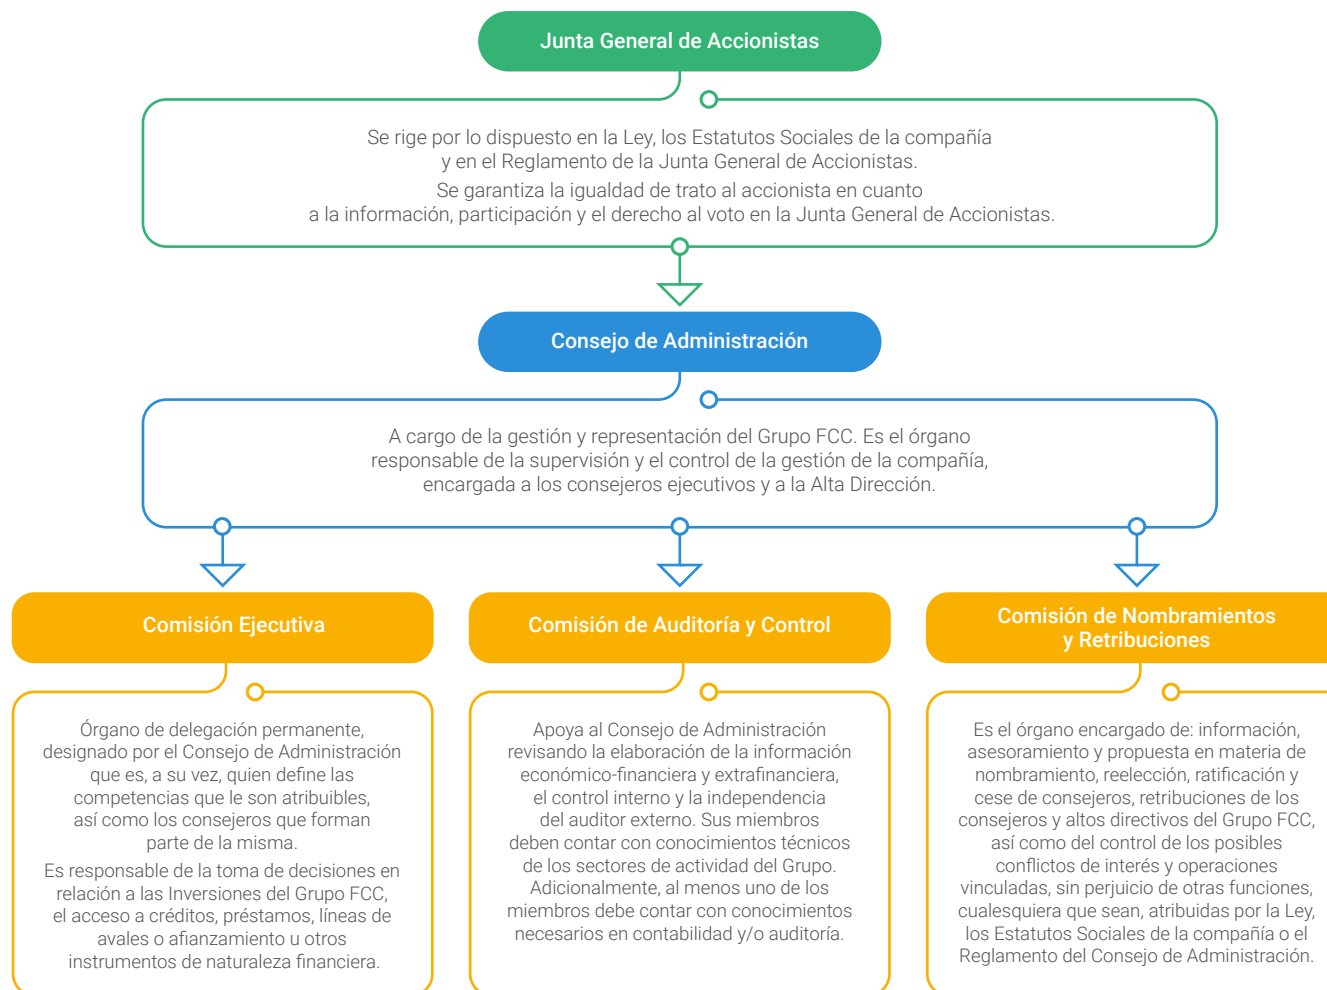 Junta General de Accionistas
Se rige por lo dispuesto en la Ley, los Estatutos Sociales de la compañía
y en el Reglamento de la Junta General de Accionistas.
Se garantiza la igualdad de trato al accionista en cuanto
a la información, participación y el derecho al voto en la Junta General de Accionistas.
Consejo de Administración
A cargo de la gestión y representación del Grupo FCC. Es el órgano
responsable de la supervisión y el control de la gestión de la compañía,
encargada a los consejeros ejecutivos y a la Alta Dirección.
Comisión Ejecutiva
Órgano de delegación permanente,
designado por el Consejo de Administración
que es, a su vez, quien define las
competencias que le son atribuibles,
así como los consejeros que forman
parte de la misma.
Es responsable de la toma de decisiones en
relación a las Inversiones del Grupo FCC,
el acceso a créditos, préstamos, líneas de
avales o afianzamiento u otros
instrumentos de naturaleza financiera.
Comisión de Auditoría y Control
Apoya al Consejo de Administración
revisando la elaboración de la información
económico-financiera y extrafinanciera,
el control interno y la independencia
del auditor externo. Sus miembros
deben contar con conocimientos técnicos
de los sectores de actividad del Grupo.
Adicionalmente, al menos uno de los
miembros debe contar con conocimientos
necesarios en contabilidad y/o auditoría.
Comisión de Nombramientos
y Retribuciones
Es el órgano encargado de: información,
asesoramiento y propuesta en materia de
nombramiento, reelección, ratificación y
cese de consejeros, retribuciones de los
consejeros y altos directivos del Grupo FCC,
así como del control de los posibles
conflictos de interés y operaciones
vinculadas, sin perjuicio de otras funciones,
cualesquiera que sean, atribuidas por la Ley,
los Estatutos Sociales de la compañía o el
Reglamento del Consejo de Administración.